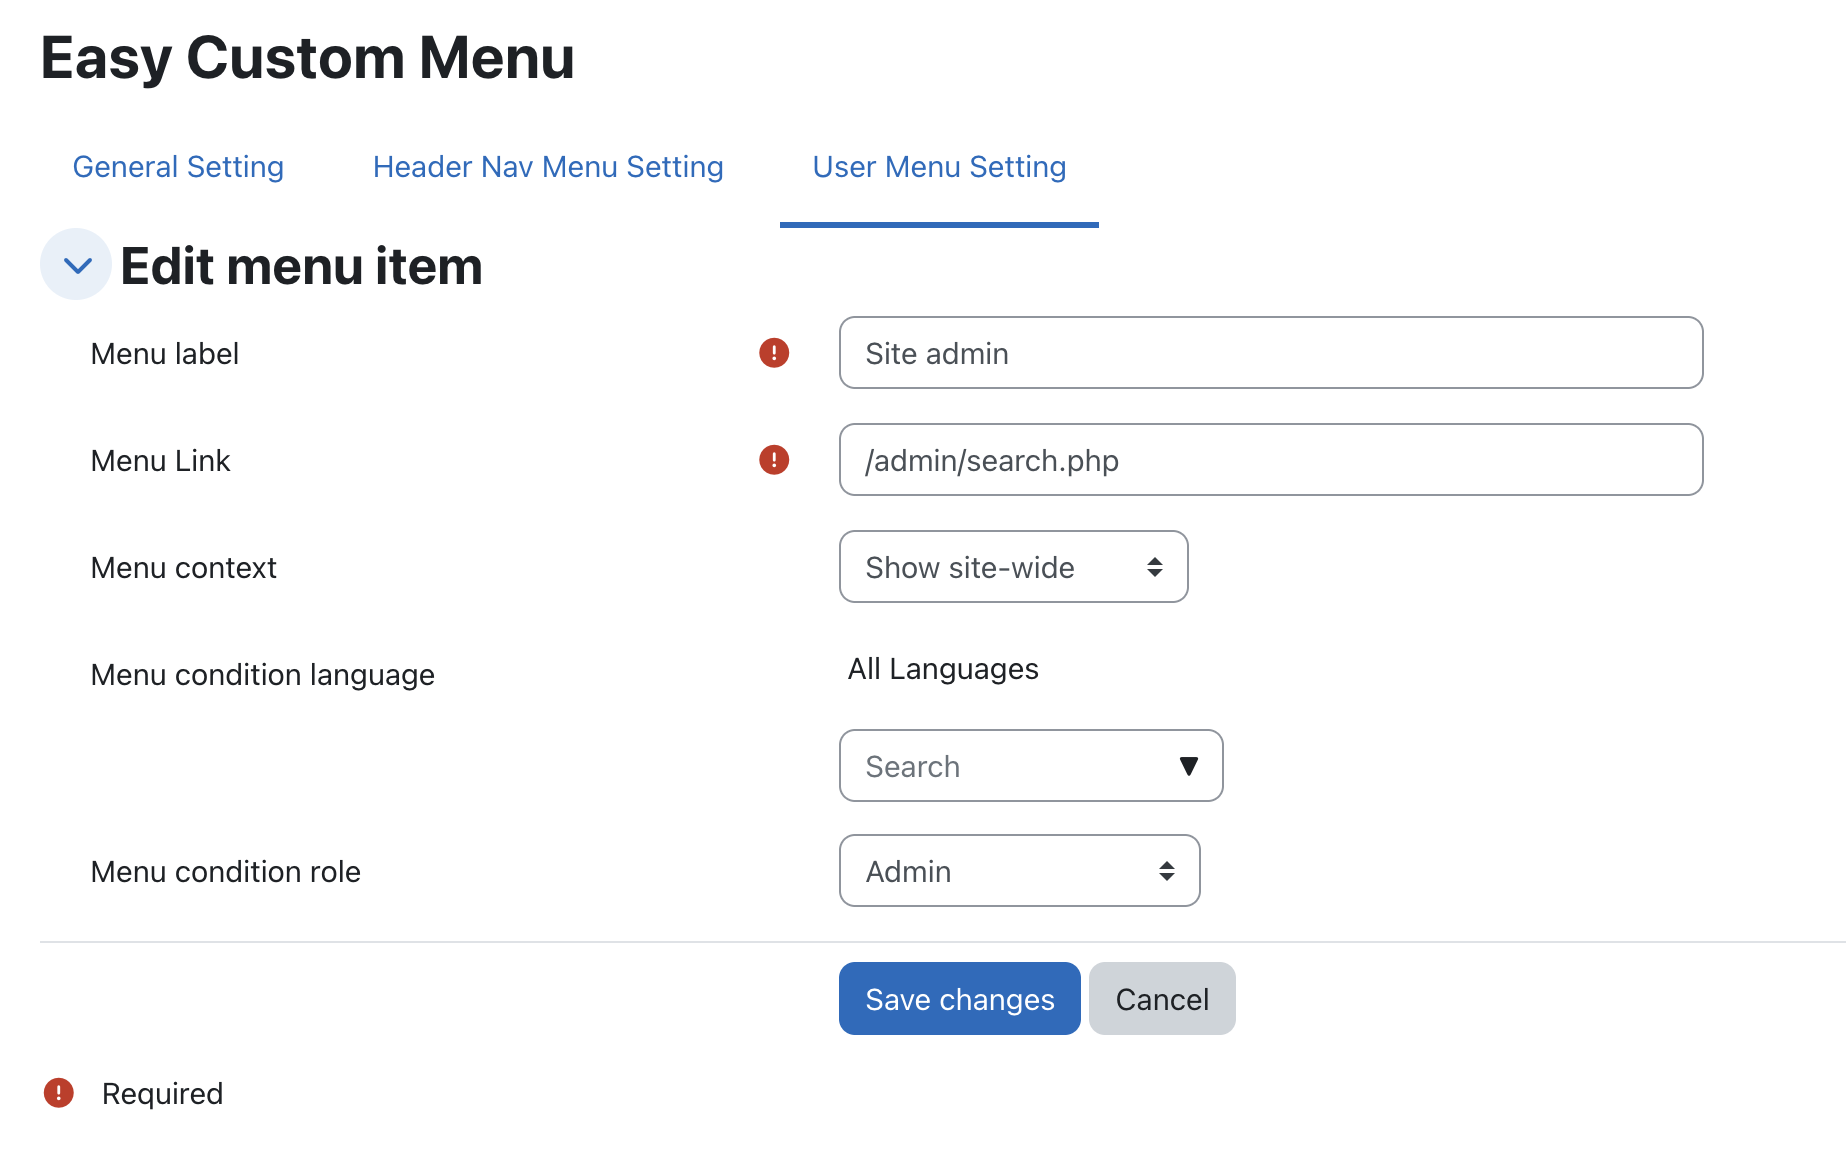 Easy Custom Menu
General Setting Header Nav Menu Setting User Menu Setting
Edit menu item
Menu label Site admin
Menu Link /admin/search.php
Menu context Show site-wide
Menu condition language All Languages
Search
Menu condition role Admin
Save changes Cancel
Required